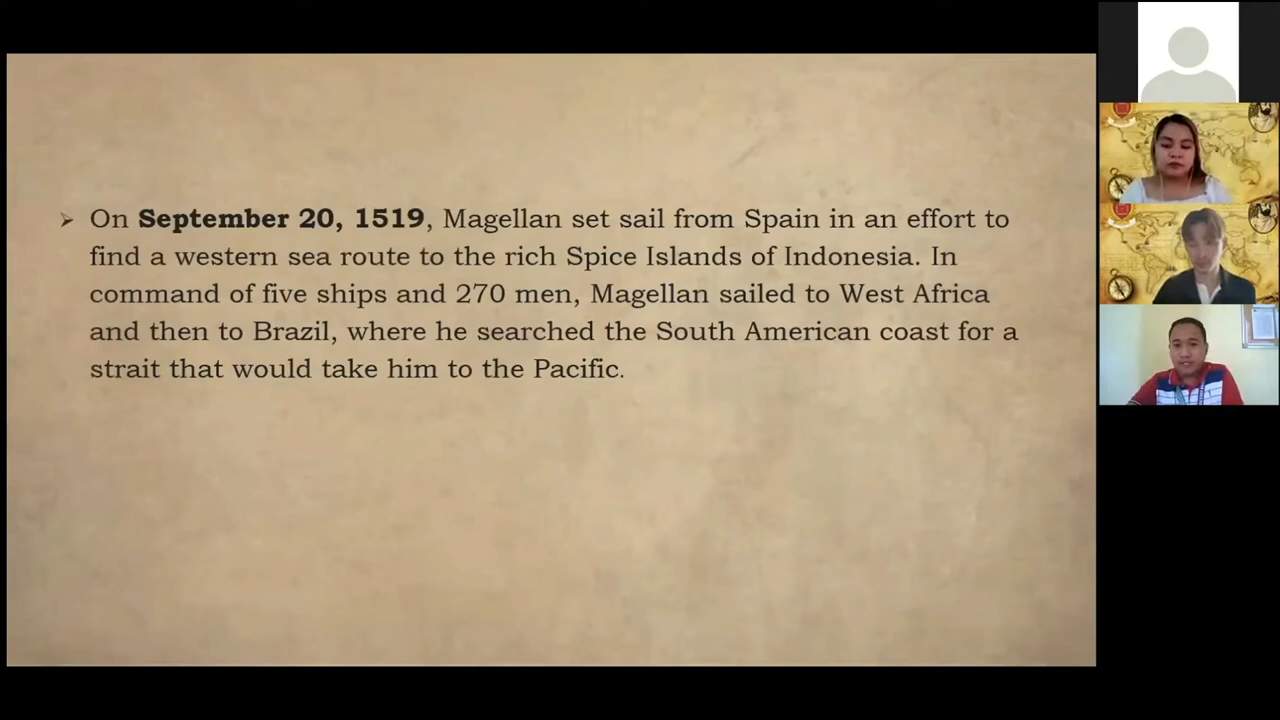 ➢ On September 20, 1519, Magellan set sail from Spain in an effort to
find a western sea route to the rich Spice Islands of Indonesia. In
command of five ships and 270 men, Magellan sailed to West Africa
and then to Brazil, where he searched the South American coast for a
strait that would take him to the Pacific.